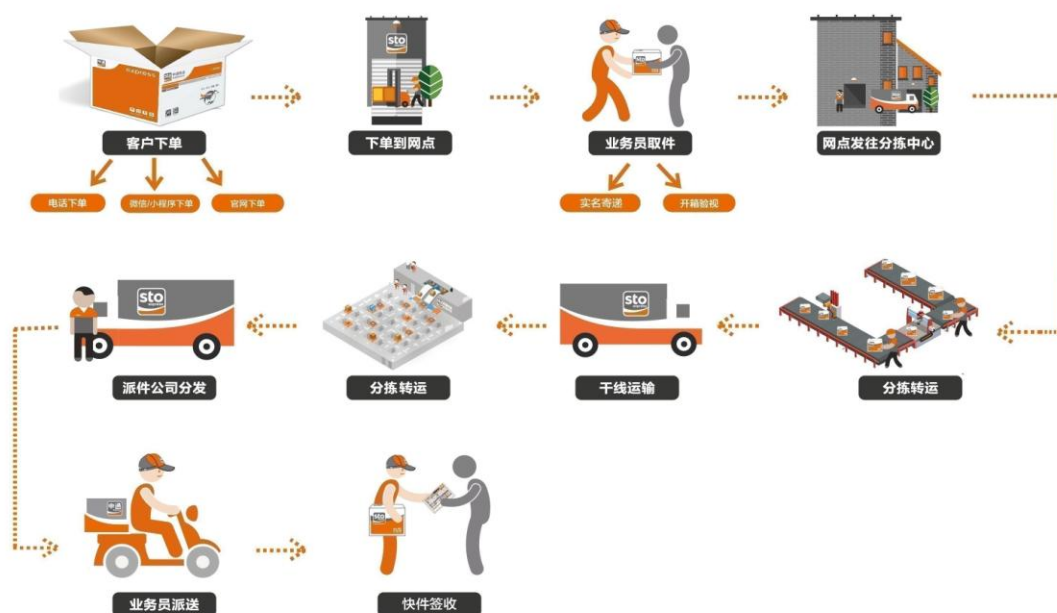 sto
客户下单
下单到网点
业务员取件
网点发往分拣中心
电话下单
微信/小程序下单
官网下单
实名寄递
开箱验视
sto
sto
派件公司分发
分拣转运
干线运输
分拣转运
sto
业务员派送
快件签收